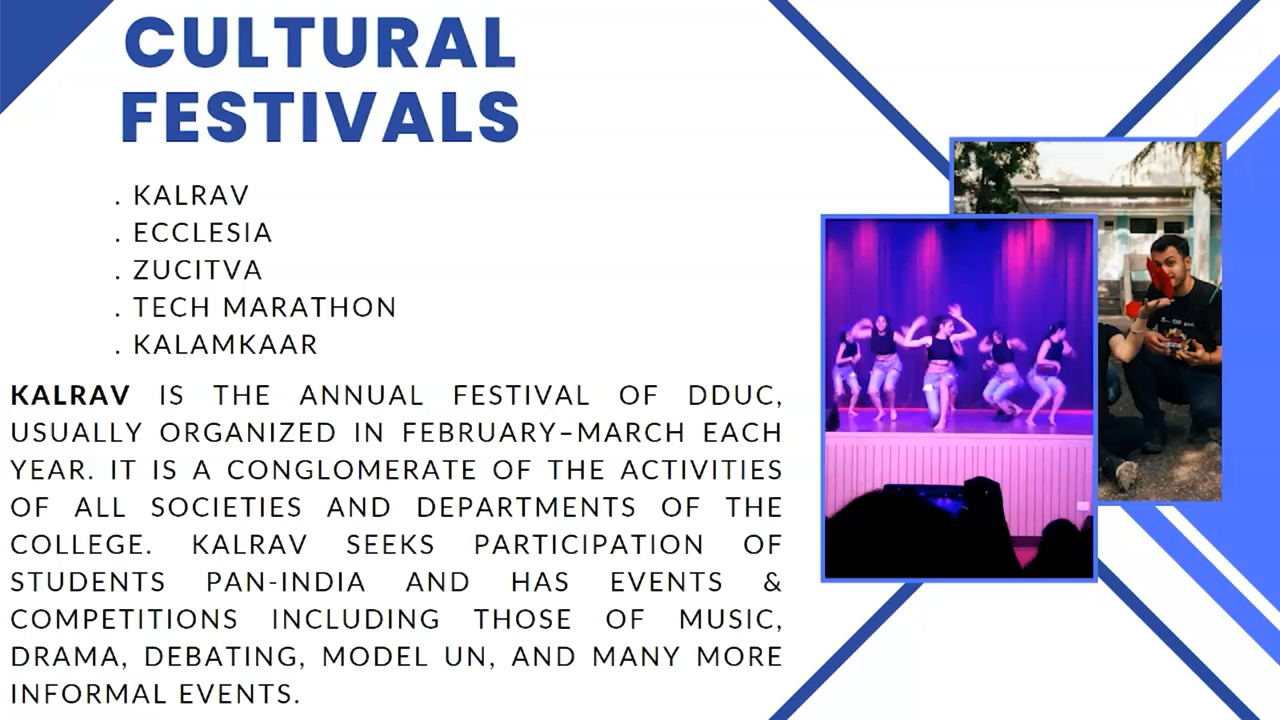 CULTURAL
FESTIVALS
. KALRAV
. ECCLESIA
. ZUCITVA
. TECH MARATHON
. KALAMKAAR
KALRAV IS THE ANNUAL FESTIVAL OF DDUC,
USUALLY ORGANIZED IN FEBRUARY–MARCH EACH
YEAR. IT IS A CONGLOMERATE OF THE ACTIVITIES
OF ALL SOCIETIES AND DEPARTMENTS OF THE
COLLEGE. KALRAV SEEKS PARTICIPATION OF
STUDENTS PAN-INDIA AND HAS EVENTS &
COMPETITIONS INCLUDING THOSE OF MUSIC,
DRAMA, DEBATING, MODEL UN, AND MANY MORE
INFORMAL EVENTS.